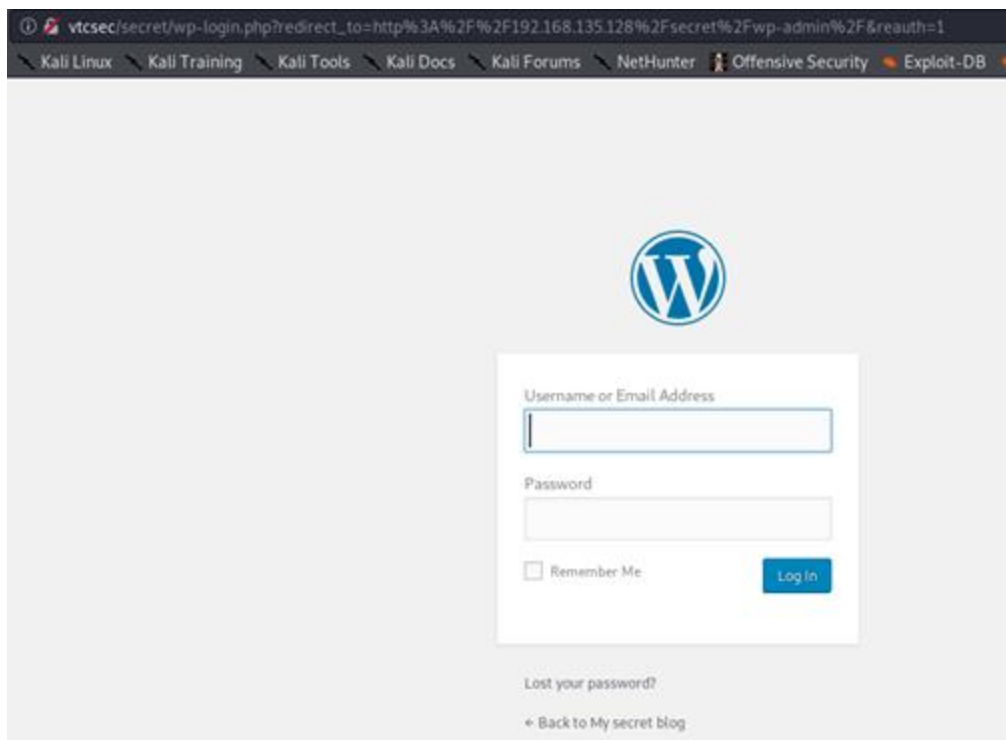 vtcsec/secret/wp-login.php?redirect_to=http%3A%2F%2F192.168.135.128%2Fsecret%2Fwp-admin%2F&reauth=1
Kali Linux Kali Training Kali Tools Kali Docs Kali Forums NetHunter Offensive Security Exploit-DB
Username or Email Address
Password
Remember Me
Log In
Lost your password?
← Back to My secret blog